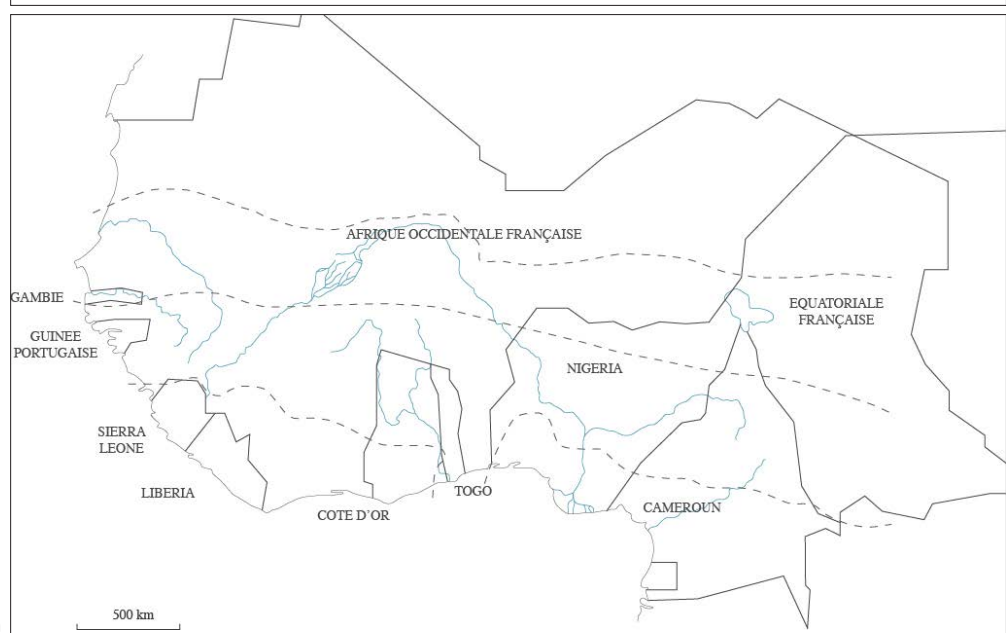 AFRIQUE OCCIDENTALE FRANÇAISE
GAMBIE
EQUATORIALE
FRANÇAISE
GUINEE
PORTUGAISE
NIGERIA
SIERRA
LEONE
LIBERIA
TOGO
COTE D'OR
CAMEROUN
500 km